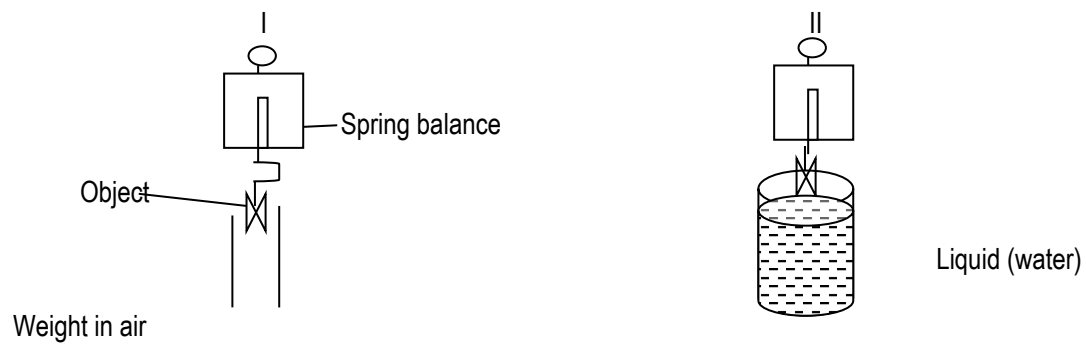 I
II
Spring balance
Object
Liquid (water)
Weight in air